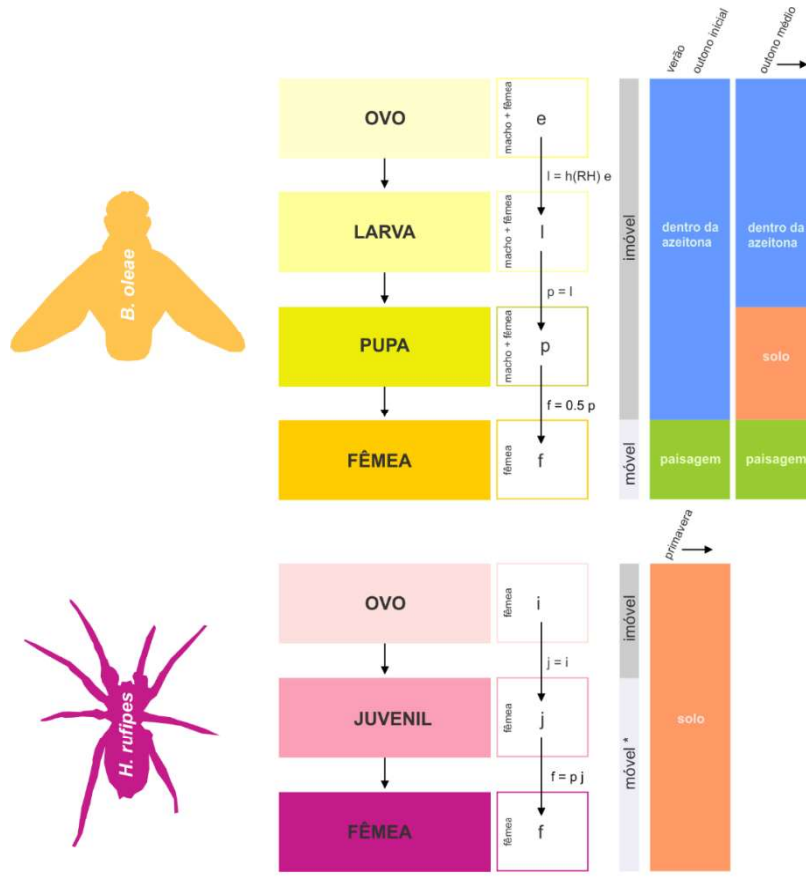 verão
outono inicial
outono médio
OVO
macho + fêmea
e
l = h(RH) e
LARVA
macho + fêmea
l
p = l
PUPA
macho + fêmea
p
f = 0.5 p
FÊMEA
fêmea
f
imóvel
móvel
dentro da
azeitona
paisagem
dentro da
azeitona
solo
paisagem
B. oleae
primavera
OVO
fêmea
i
j = i
JUVENIL
fêmea
j
f = p j
FÊMEA
fêmea
f
imóvel
móvel *
solo
H. rufipes